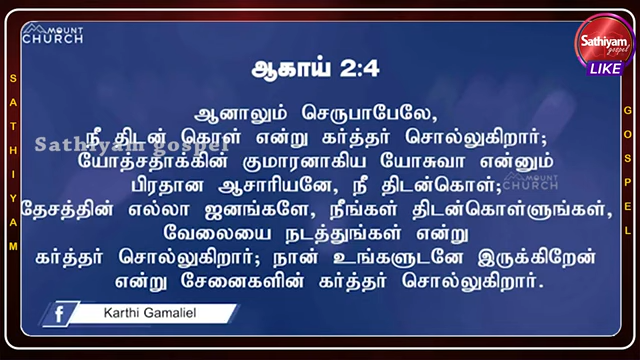 MOUNT
CHURCH
Sathiyam
gospel
LIKE
ஆகாய் 2:4
ஆனாலும் செருபாபேலே,
நீ திடன் கொள் என்று கர்த்தர் சொல்லுகிறார்;
Sathiyam gospel
யோத்சதாக்கின் குமாரனாகிய யோசுவா என்னும்
பிரதான ஆசாரியனே, நீ திடன்கொள்;
MOUNT
CHURCH
தேசத்தின் எல்லா ஜனங்களே, நீங்கள் திடன்கொள்ளுங்கள்,
வேலையை நடத்துங்கள் என்று
கர்த்தர் சொல்லுகிறார்; நான் உங்களுடனே இருக்கிறேன்
என்று சேனைகளின் கர்த்தர் சொல்லுகிறார்.
f Karthi Gamaliel
SATHIYAM
GOSPEL